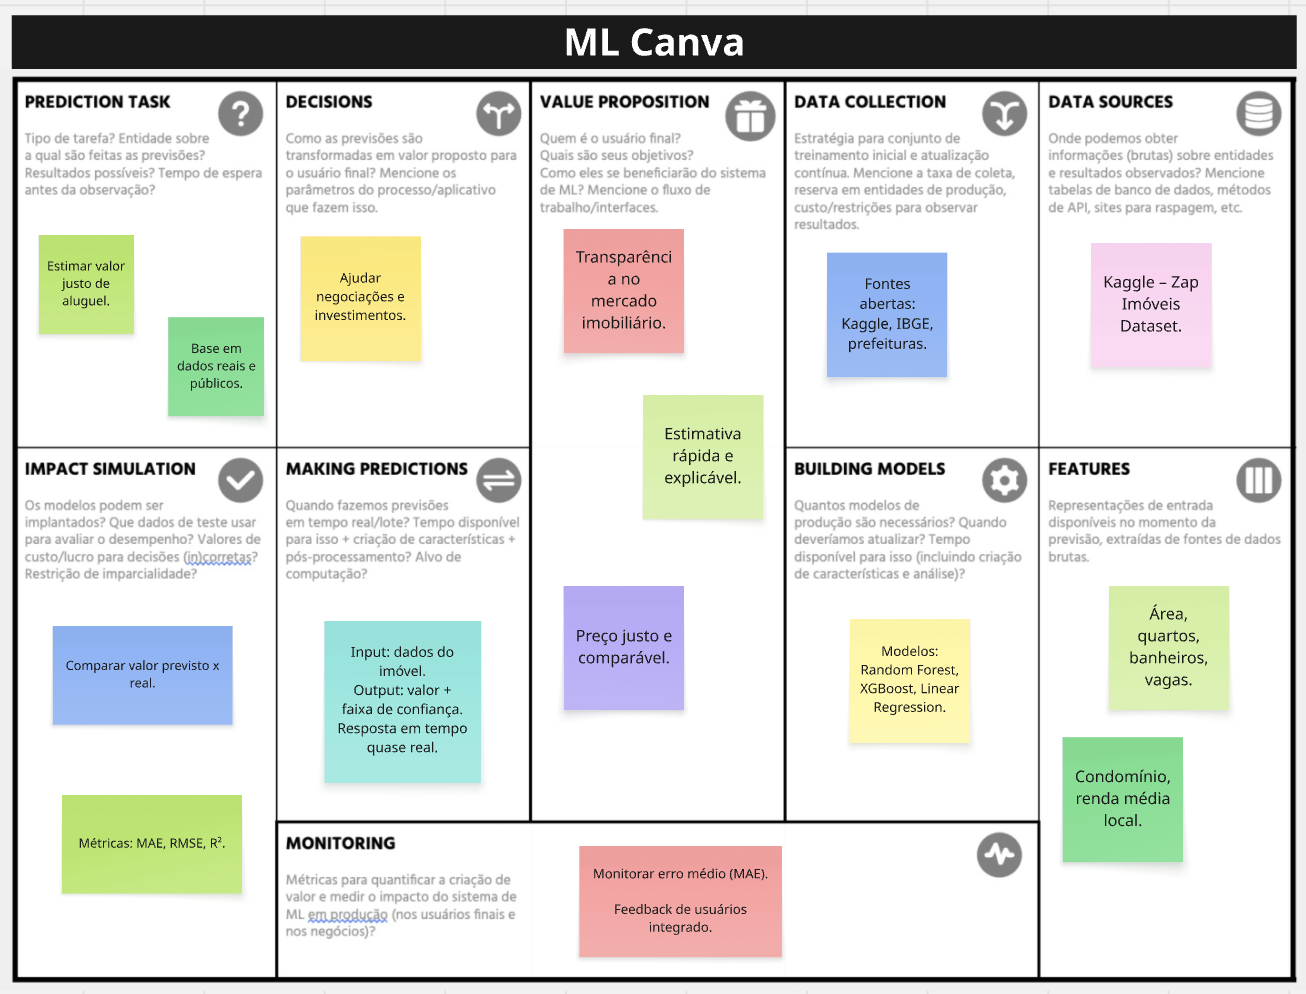 ML Canva
PREDICTION TASK
Tipo de tarefa? Entidade sobre
a qual são feitas as previsões?
Resultados possíveis? Tempo de espera
antes da observação?
Estimar valor
justo de
aluguel.
Base em
dados reais e
públicos.
DECISIONS
Como as previsões são
transformadas em valor proposto para
o usuário final? Mencione os
parâmetros do processo/aplicativo
que fazem isso.
Ajudar
negociações e
investimentos.
VALUE PROPOSITION
Quem é o usuário final?
Quais são seus objetivos?
Como eles se beneficiarão do sistema
de ML? Mencione o fluxo de
trabalho/interfaces.
Transparênci
a no
mercado
imobiliário.
Estimativa
rápida e
explicável.
Preço justo e
comparável.
DATA COLLECTION
Estratégia para conjunto de
treinamento inicial e atualização
contínua. Mencione a taxa de coleta,
reserva em entidades de produção,
custo/restrições para observar
resultados.
Fontes
abertas:
Kaggle, IBGE,
prefeituras.
DATA SOURCES
Onde podemos obter
informações (brutas) sobre entidades
e resultados observados? Mencione
tabelas de banco de dados, métodos
de API, sites para raspagem, etc.
Kaggle – Zap
Imóveis
Dataset.
IMPACT SIMULATION
Os modelos podem ser
implantados? Que dados de teste usar
para avaliar o desempenho? Valores de
custo/lucro para decisões (in)corretas?
Restrição de imparcialidade?
Comparar valor previsto x
real.
Métricas: MAE, RMSE, R².
MAKING PREDICTIONS
Quando fazemos previsões
em tempo real/lote? Tempo disponível
para isso + criação de características +
pós-processamento? Alvo de
computação?
Input: dados do
imóvel.
Output: valor +
faixa de confiança.
Resposta em tempo
quase real.
BUILDING MODELS
Quantos modelos de
produção são necessários? Quando
deveríamos atualizar? Tempo
disponível para isso (incluindo criação
de características e análise)?
Modelos:
Random Forest,
XGBoost, Linear
Regression.
FEATURES
Representações de entrada
disponíveis no momento da
previsão, extraídas de fontes de dados
brutas.
Área,
quartos,
banheiros,
vagas.
Condomínio,
renda média
local.
MONITORING
Métricas para quantificar a criação de
valor e medir o impacto do sistema de
ML em produção (nos usuários finais e
nos negócios)?
Monitorar erro médio (MAE).
Feedback de usuários
integrado.